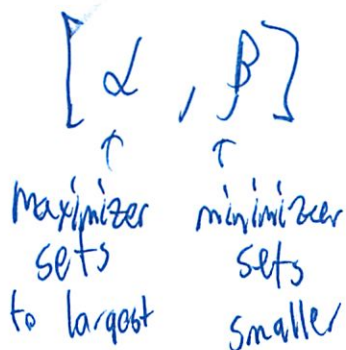 [α, β]
↑ ↑
maximizer minimizer
sets sets
to largest smaller